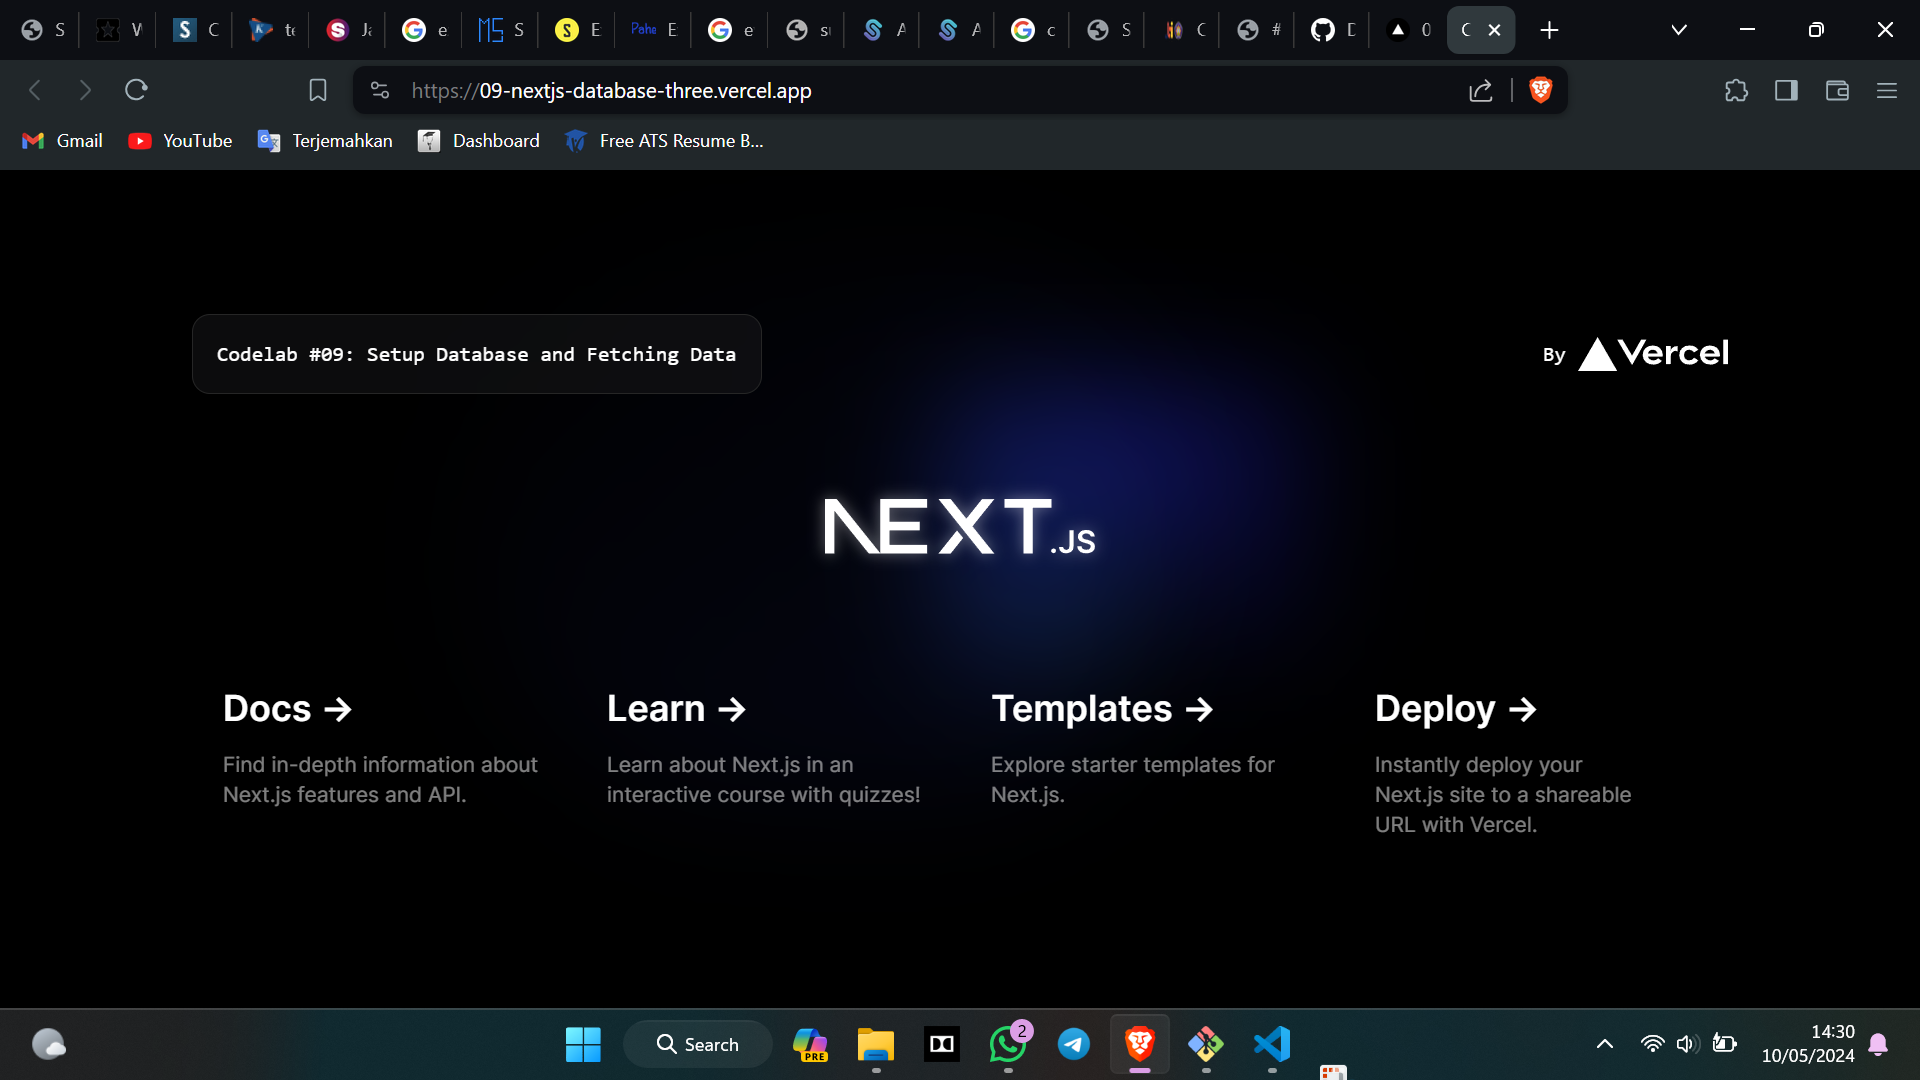 S
W
C
te
Ja
e
S
E
Pahe
E
e
S
A
A
c
S
C
#
D
0
C
https://09-nextjs-database-three.vercel.app
Gmail
YouTube
Terjemahkan
Dashboard
Free ATS Resume B...
Codelab #09: Setup Database and Fetching Data
By Vercel
NEXT.JS
Docs →
Find in-depth information about
Next.js features and API.
Learn →
Learn about Next.js in an
interactive course with quizzes!
Templates →
Explore starter templates for
Next.js.
Deploy →
Instantly deploy your
Next.js site to a shareable
URL with Vercel.
Search
PRE
2
14:30
10/05/2024